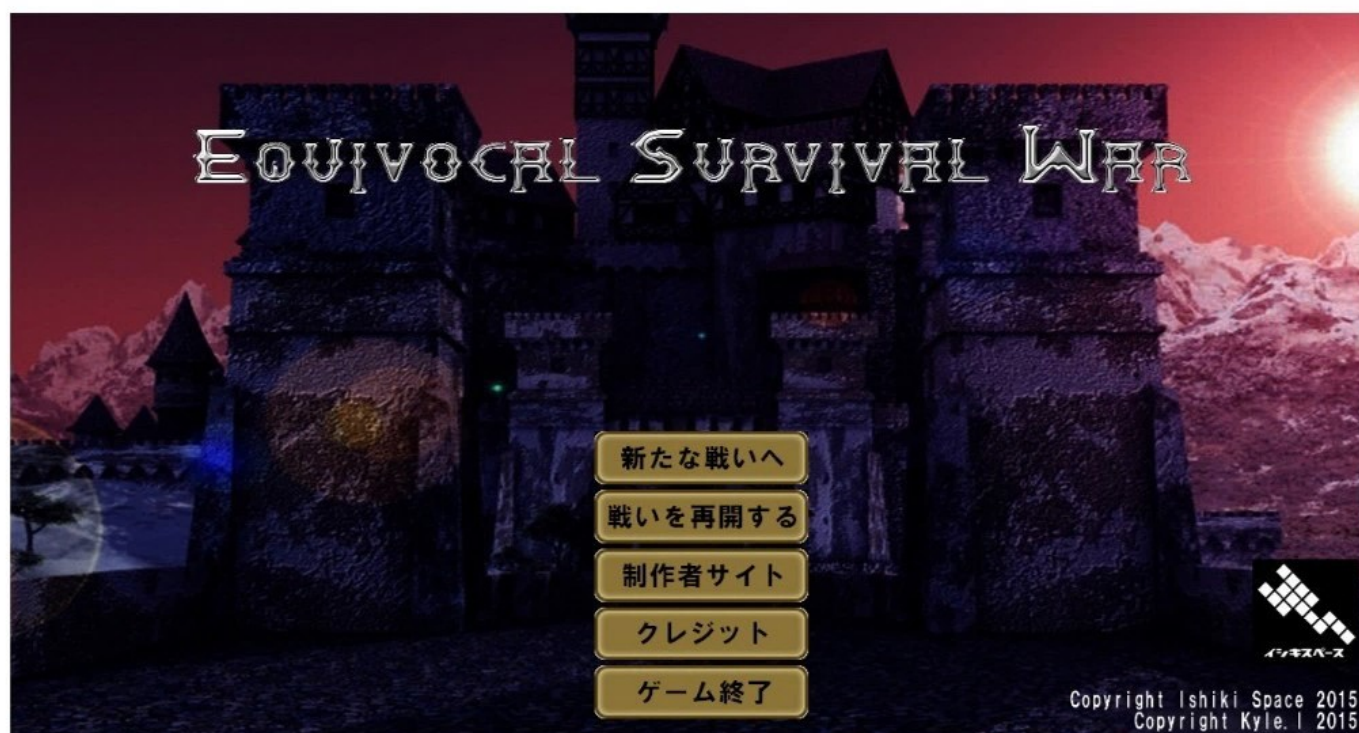 EQUIVOCAL SURVIVAL WAR
新たな戦いへ
戦いを再開する
制作者サイト
クレジット
ゲーム終了
イシキスペース
Copyright Ishiki Space 2015
Copyright Kyle.I 2015